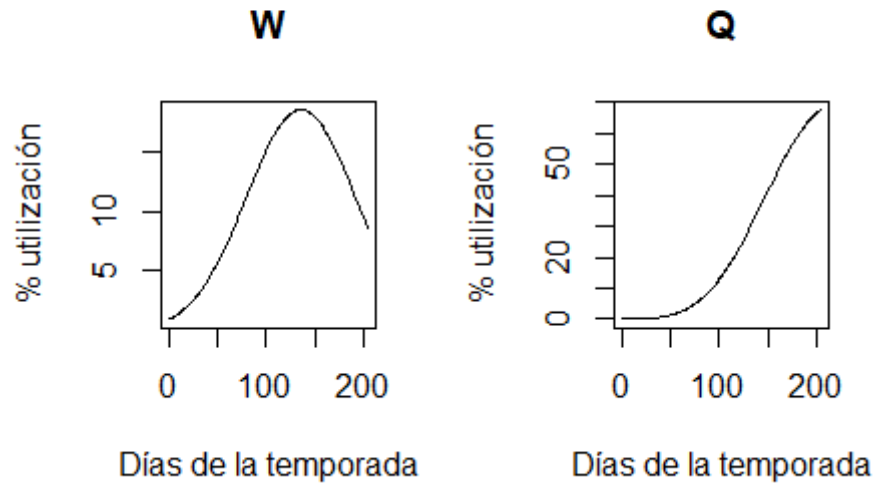 W
% utilización
5
10
0
100
200
Días de la temporada
Q
% utilización
0
20
50
0
100
200
Días de la temporada